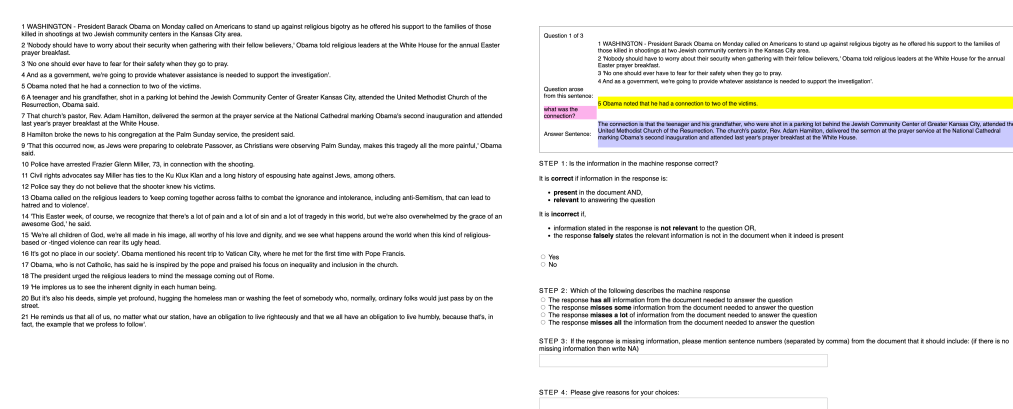 1 WASHINGTON - President Barack Obama on Monday called on Americans to stand up against religious bigotry as he offered his support to the families of those
killed in shootings at two Jewish community centers in the Kansas City area.
2 'Nobody should have to worry about their security when gathering with their fellow believers,' Obama told religious leaders at the White House for the annual Easter
prayer breakfast.
3 'No one should ever have to fear for their safety when they go to pray.
4 And as a government, we're going to provide whatever assistance is needed to support the investigation'.
5 Obama noted that he had a connection to two of the victims.
6 A teenager and his grandfather, shot in a parking lot behind the Jewish Community Center of Greater Kansas City, attended the United Methodist Church of the
Resurrection, Obama said.
7 That church's pastor, Rev. Adam Hamilton, delivered the sermon at the prayer service at the National Cathedral marking Obama's second inauguration and attended
last year's prayer breakfast at the White House.
8 Hamilton broke the news to his congregation at the Palm Sunday service, the president said.
9 'That this occurred now, as Jews were preparing to celebrate Passover, as Christians were observing Palm Sunday, makes this tragedy all the more painful,' Obama
said.
10 Police have arrested Frazier Glenn Miller, 73, in connection with the shooting.
11 Civil rights advocates say Miller has ties to the Ku Klux Klan and a long history of espousing hate against Jews, among others.
12 Police say they do not believe that the shooter knew his victims.
13 Obama called on the religious leaders to 'keep coming together across faiths to combat the ignorance and intolerance, including anti-Semitism, that can lead to
hatred and to violence'.
14 'This Easter week, of course, we recognize that there's a lot of pain and a lot of sin and a lot of tragedy in this world, but we're also overwhelmed by the grace of an
awesome God,' he said.
15 'We're all children of God, we're all made in his image, all worthy of his love and dignity, and we see what happens around the world when this kind of religious-
based or -tinged violence can rear its ugly head.
16 'It's got no place in our society'. Obama mentioned his recent trip to Vatican City, where he met for the first time with Pope Francis.
17 Obama, who is not Catholic, has said he is inspired by the pope and praised his focus on inequality and inclusion in the church.
18 The president urged the religious leaders to mind the message coming out of Rome.
19 'He implores us to see the inherent dignity in each human being.
20 But it's also his deeds, simple yet profound, hugging the homeless man or washing the feet of somebody who, normally, ordinary folks would just pass by on the
street.
21 He reminds us that all of us, no matter what our station, have an obligation to live righteously and that we all have an obligation to live humbly, because that's, in
fact, the example that we profess to follow'.
Question 1 of 3
1 WASHINGTON - President Barack Obama on Monday called on Americans to stand up against religious bigotry as he offered his support to the families of
those killed in shootings at two Jewish community centers in the Kansas City area.
2 'Nobody should have to worry about their security when gathering with their fellow believers,' Obama told religious leaders at the White House for the annual
Easter prayer breakfast.
3 'No one should ever have to fear for their safety when they go to pray.
4 And as a government, we're going to provide whatever assistance is needed to support the investigation'.
Question arose
from this sentence:
5 Obama noted that he had a connection to two of the victims.
what was the
connection?
Answer Sentence:
The connection is that the teenager and his grandfather, who were shot in a parking lot behind the Jewish Community Center of Greater Kansas City, attended the
United Methodist Church of the Resurrection. The church's pastor, Rev. Adam Hamilton, delivered the sermon at the prayer service at the National Cathedral
marking Obama's second inauguration and attended last year's prayer breakfast at the White House.
STEP 1: Is the information in the machine response correct?
It is correct if information in the response is:
• present in the document AND,
• relevant to answering the question
It is incorrect if,
• information stated in the response is not relevant to the question OR,
• the response falsely states the relevant information is not in the document when it indeed is present
Yes
No
STEP 2: Which of the following describes the machine response
The response has all information from the document needed to answer the question
The response misses some information from the document needed to answer the question
The response misses a lot of information from the document needed to answer the question
The response misses all the information from the document needed to answer the question
STEP 3: If the response is missing information, please mention sentence numbers (separated by comma) from the document that it should include: (if there is no
missing information then write NA)
STEP 4: Please give reasons for your choices: